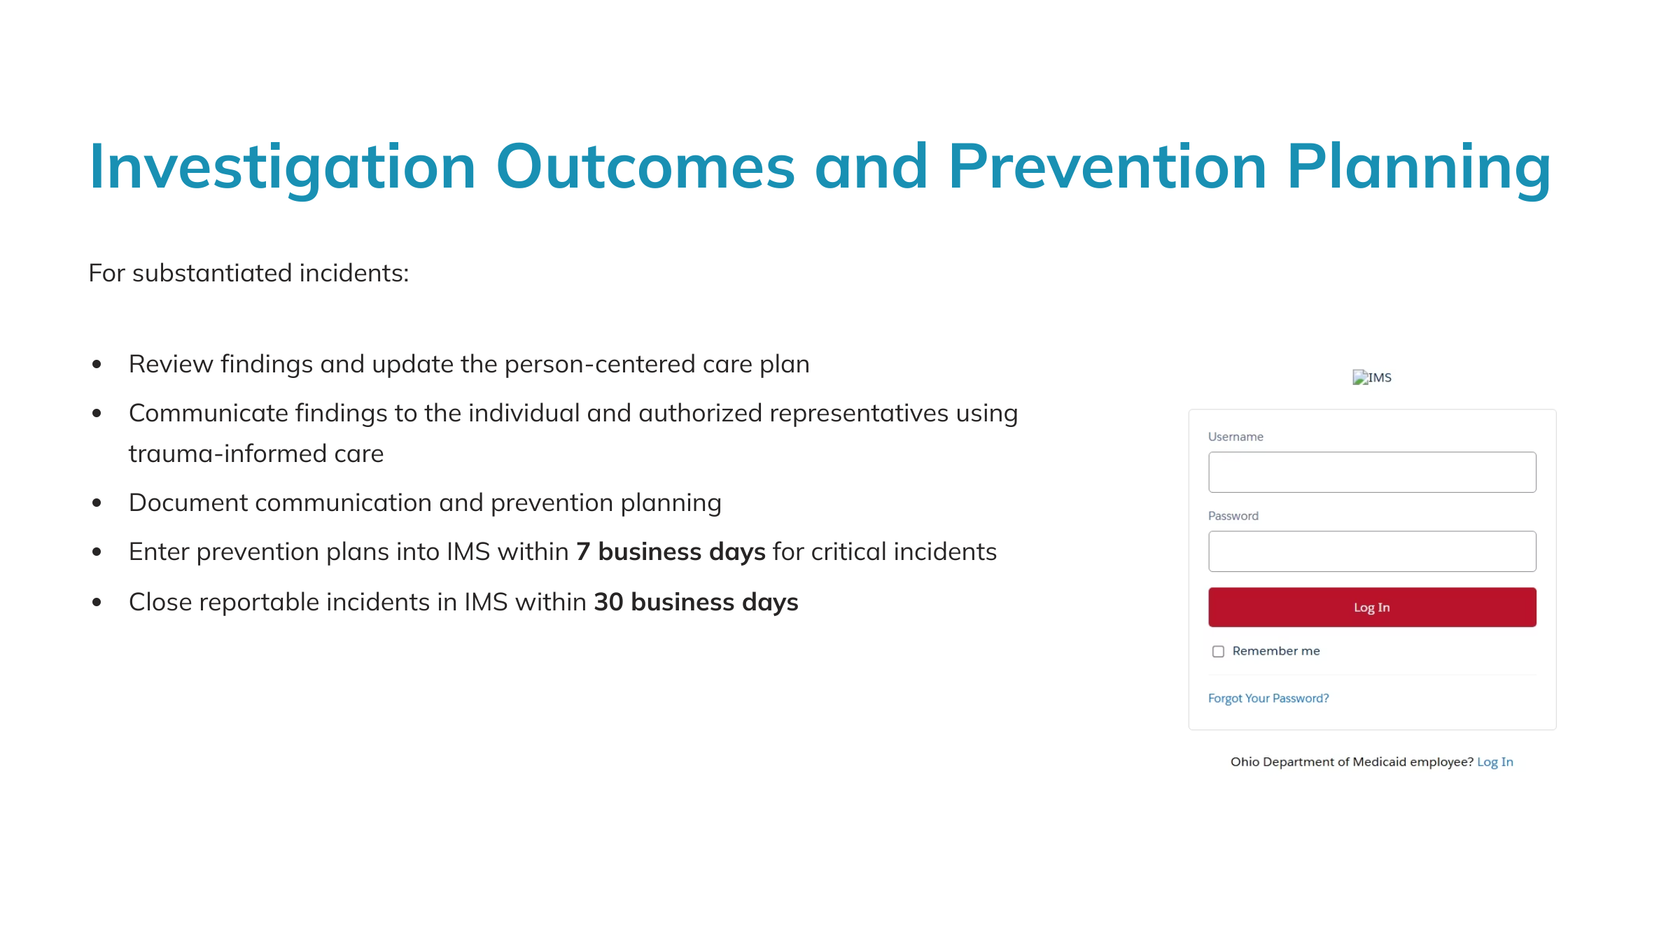 Investigation Outcomes and Prevention Planning
For substantiated incidents:
• Review findings and update the person-centered care plan
• Communicate findings to the individual and authorized representatives using
trauma-informed care
• Document communication and prevention planning
• Enter prevention plans into IMS within 7 business days for critical incidents
• Close reportable incidents in IMS within 30 business days
IMS
Username
Password
Log In
Remember me
Forgot Your Password?
Ohio Department of Medicaid employee? Log In